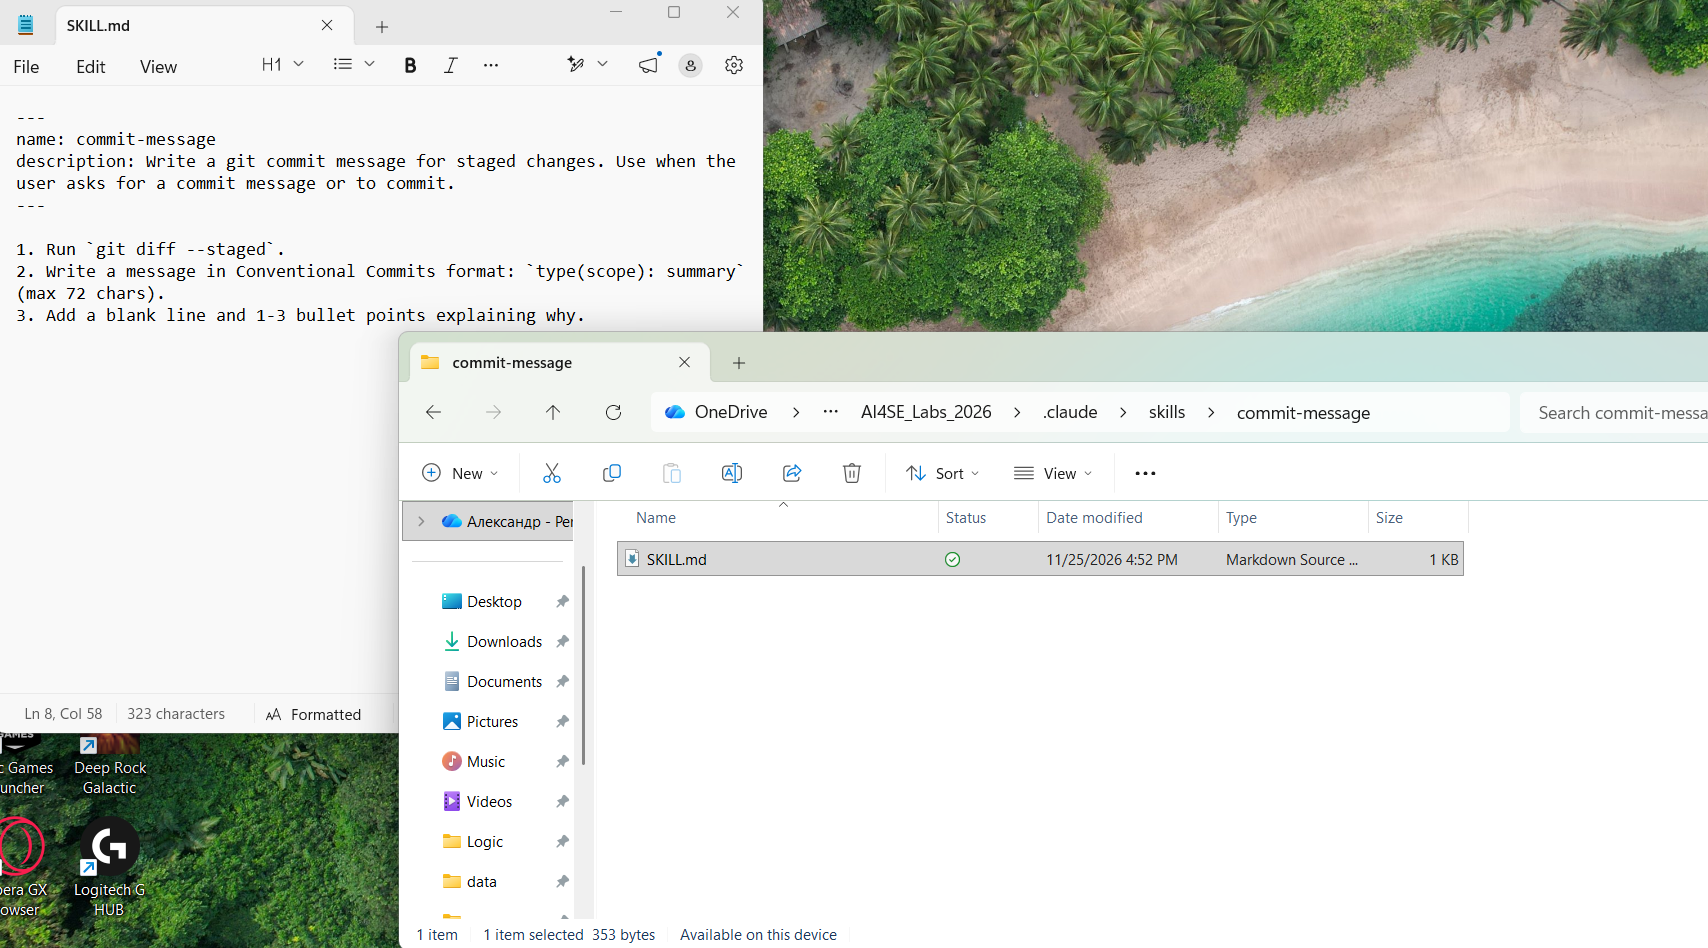 SKILL.md
File Edit View H1 B I
---
name: commit-message
description: Write a git commit message for staged changes. Use when the
user asks for a commit message or to commit.
---
1. Run `git diff --staged`.
2. Write a message in Conventional Commits format: `type(scope): summary`
(max 72 chars).
3. Add a blank line and 1-3 bullet points explaining why.
Ln 8, Col 58 323 characters Formatted
commit-message
OneDrive > ··· AI4SE_Labs_2026 > .claude > skills > commit-message
Search commit-messa
New Sort View ···
Александр - Per
Desktop
Downloads
Documents
Pictures
Music
Videos
Logic
data
Name Status Date modified Type Size
SKILL.md 11/25/2026 4:52 PM Markdown Source ... 1 KB
1 item 1 item selected 353 bytes Available on this device
GAMES
c Games
uncher
Deep Rock
Galactic
pera GX
owser
Logitech G
HUB